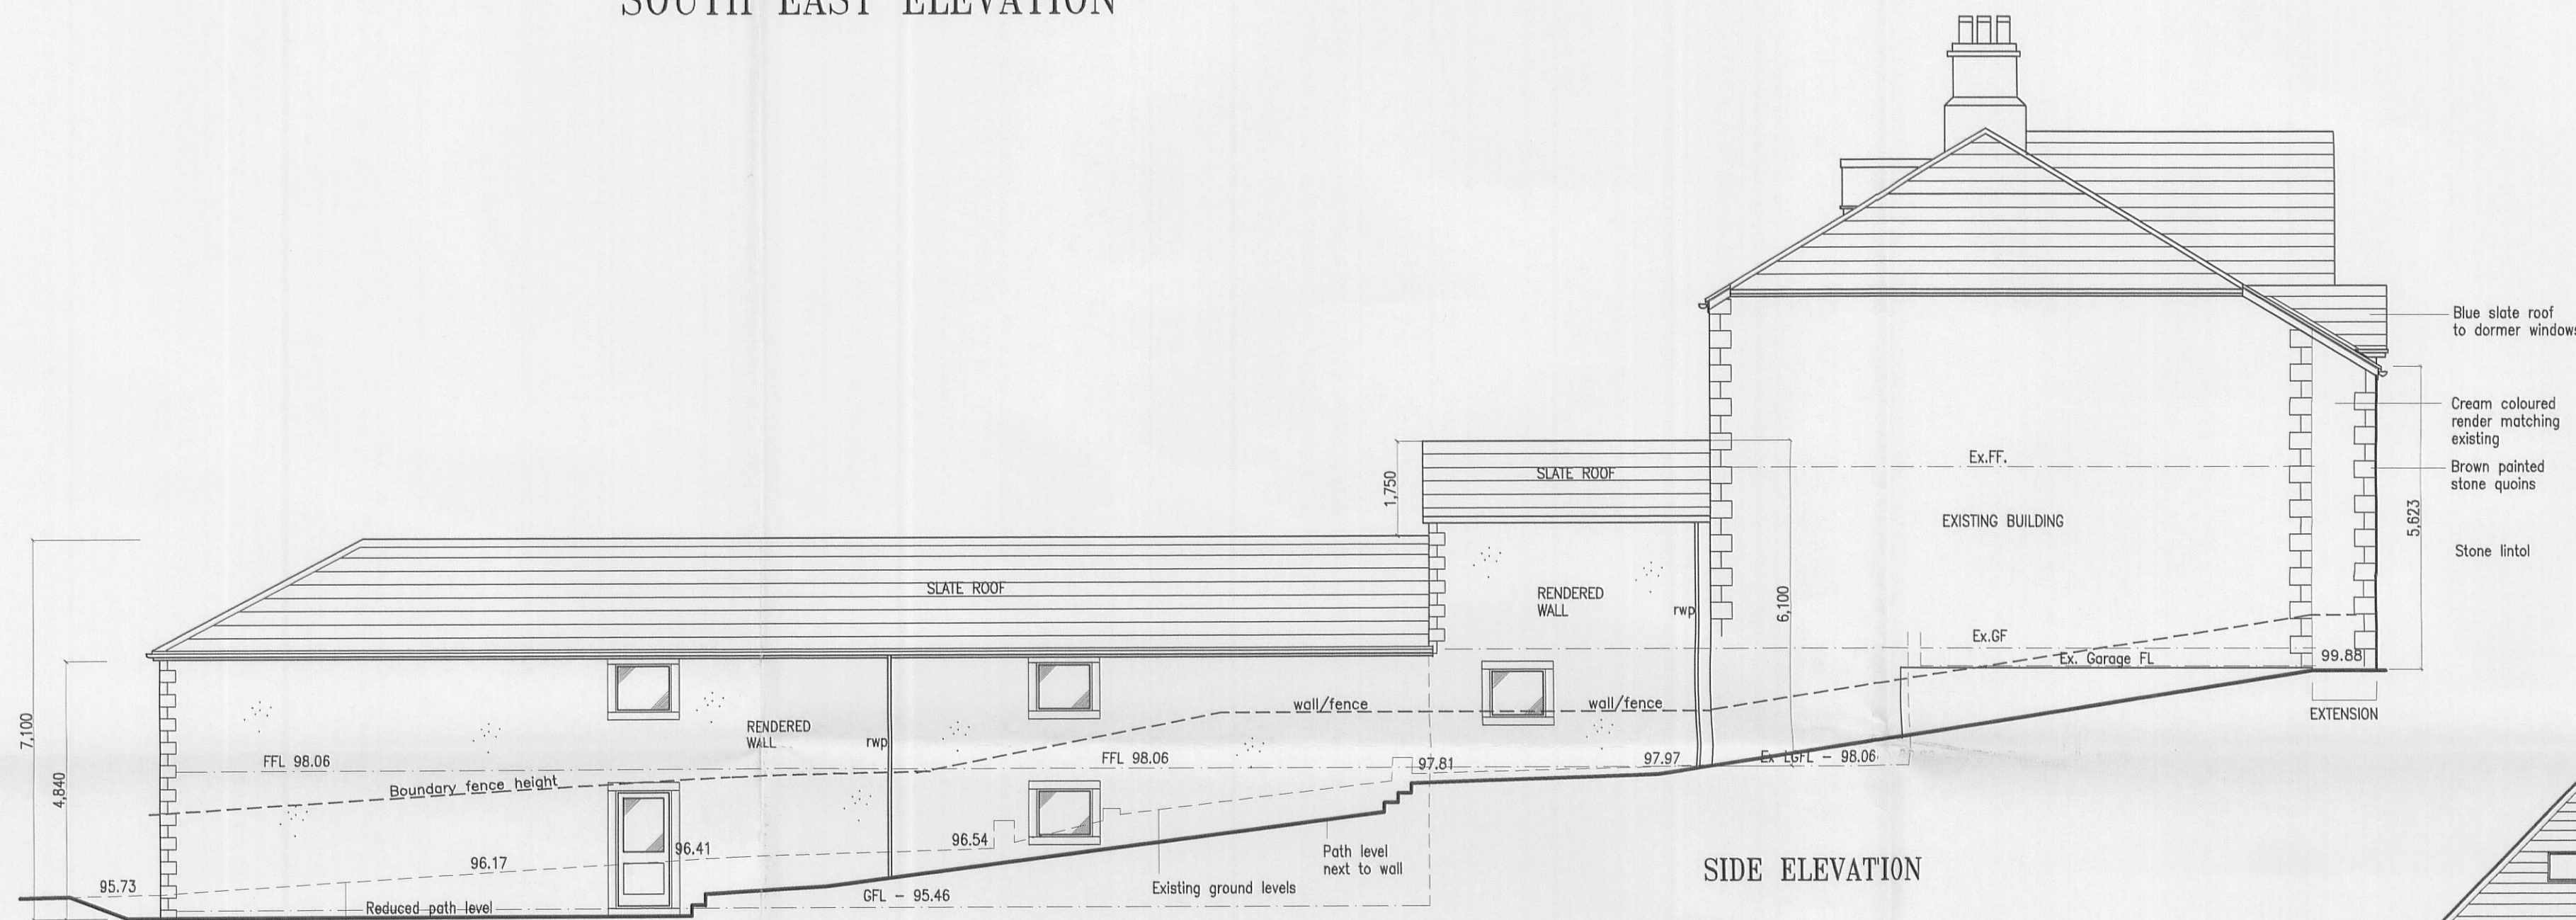 SOUTH EAST ELEVATION
Blue slate roof
to dormer windows
Cream coloured
render matching
existing
Ex.FF.
Brown painted
stone quoins
SLATE ROOF
1,750
EXISTING BUILDING
5,623
Stone lintol
SLATE ROOF
RENDERED
WALL
rwp
6,100
Ex.GF
Ex. Garage FL
99.88
wall/fence
wall/fence
EXTENSION
7,100
RENDERED
WALL
rwp
FFL 98.06
FFL 98.06
97.81
97.97
Ex LGFL - 98.06
4,840
Boundary fence height
96.54
96.41
96.17
Path level
next to wall
SIDE ELEVATION
95.73
Existing ground levels
GFL - 95.46
Reduced path level